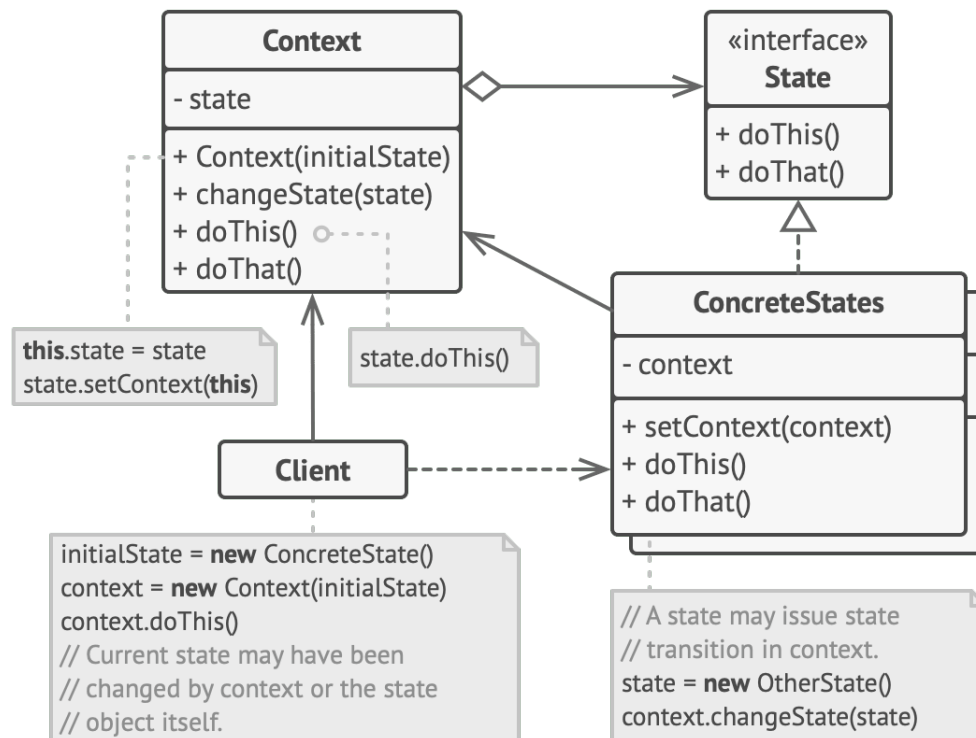 Context
- state
+ Context(initialState)
+ changeState(state)
+ doThis()
+ doThat()
«interface»
State
+ doThis()
+ doThat()
this.state = state
state.setContext(this)
state.doThis()
ConcreteStates
- context
+ setContext(context)
+ doThis()
+ doThat()
Client
initialState = new ConcreteState()
context = new Context(initialState)
context.doThis()
// Current state may have been
// changed by context or the state
// object itself.
// A state may issue state
// transition in context.
state = new OtherState()
context.changeState(state)